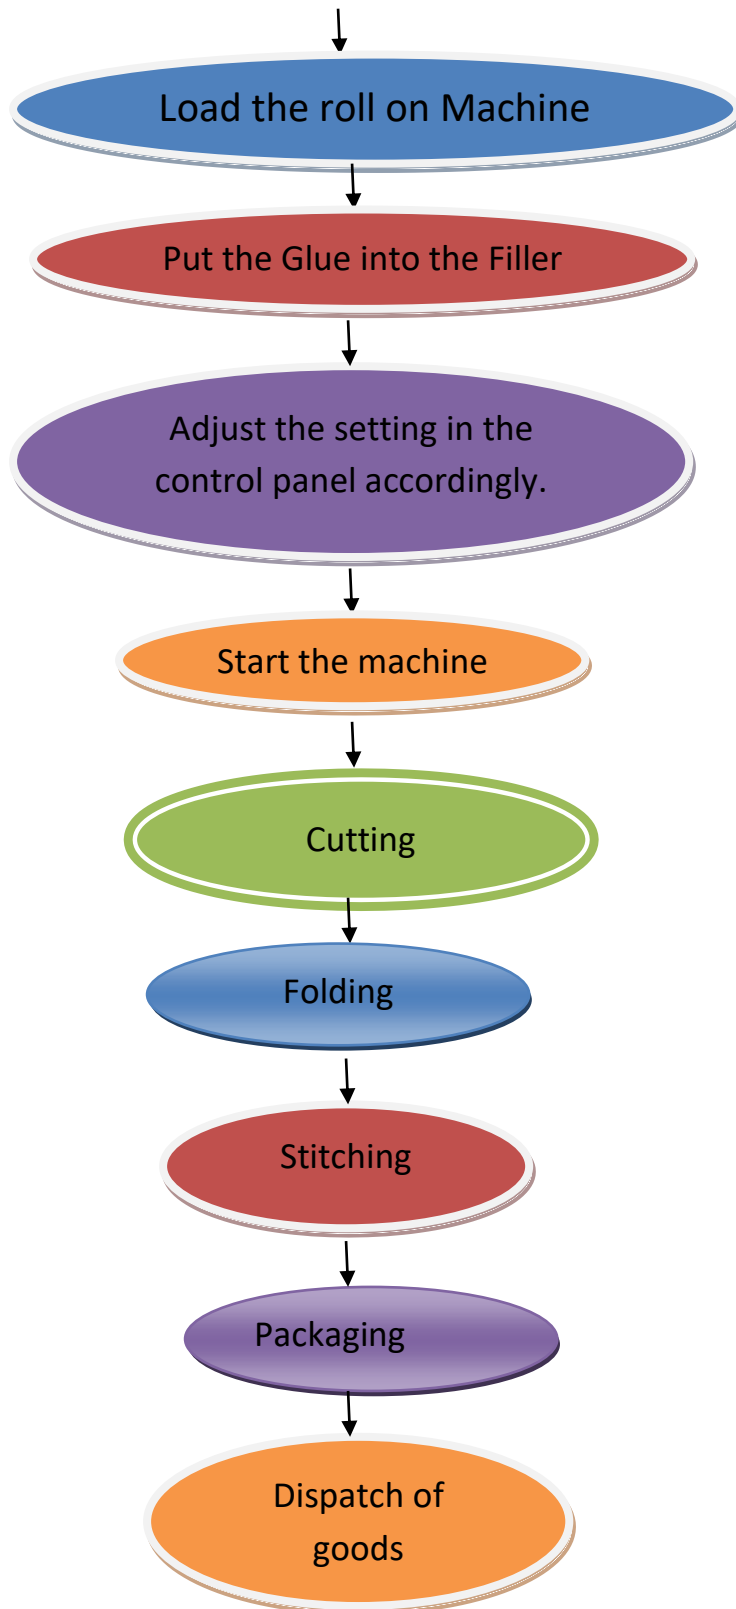 Load the roll on Machine
Put the Glue into the Filler
Adjust the setting in the
control panel accordingly.
Start the machine
Cutting
Folding
Stitching
Packaging
Dispatch of
goods